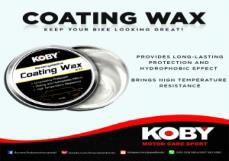 COATING WAX
KEEP YOUR BIKE LOOKING GREAT!
PROVIDES LONG-LASTING
PROTECTION AND
HYDROPHOBIC EFFECT
BRINGS HIGH TEMPERATURE
RESISTANCE
KOBY
Coating Wax
KOBY
MOTOR CARE EXPERT